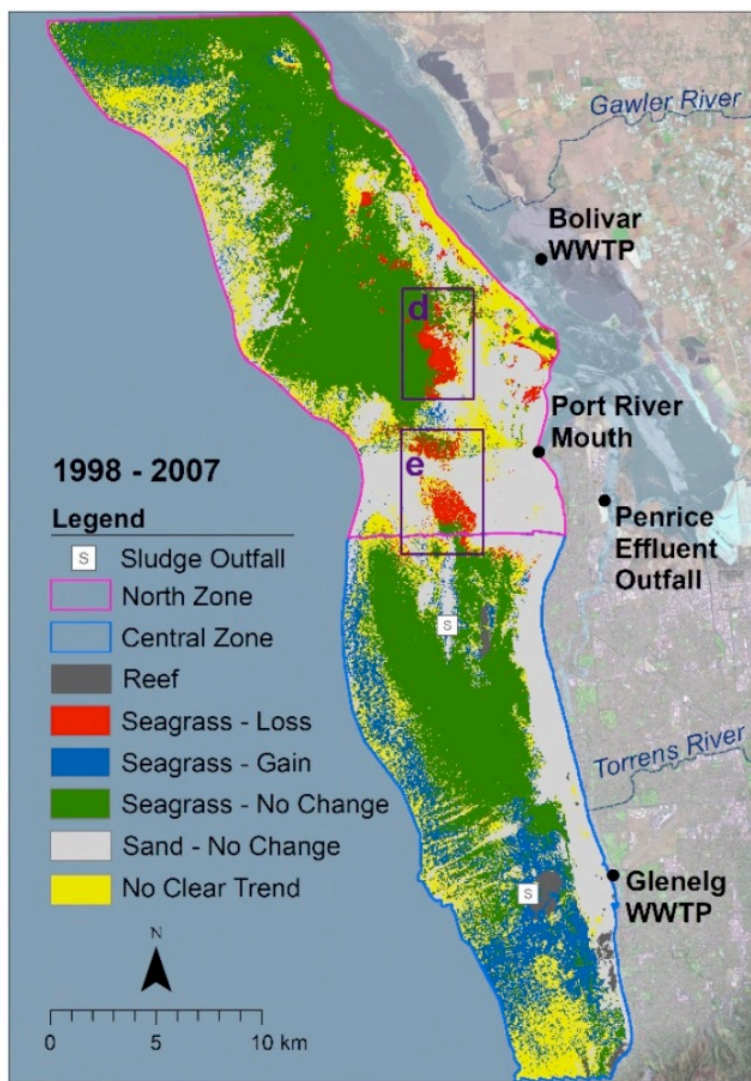 Gawler River
Bolivar
WWTP
d
Port River
Mouth
e
1998 - 2007
Legend
S Sludge Outfall
North Zone
Central Zone
Reef
Seagrass - Loss
Seagrass - Gain
Seagrass - No Change
Sand - No Change
No Clear Trend
Penrice
Effluent
Outfall
S
Torrens River
Glenelg
WWTP
S
N
0 5 10 km